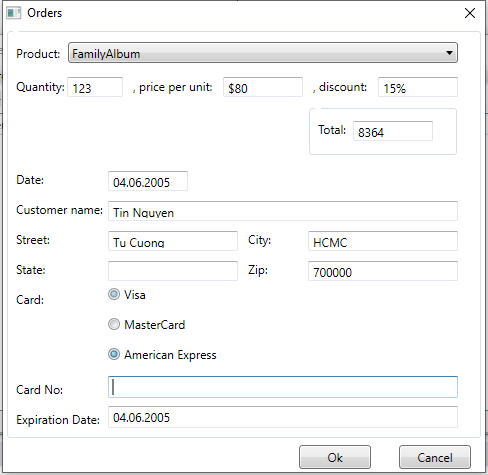 Orders
Product: FamilyAlbum
Quantity: 123 , price per unit: $80 , discount: 15%
Total: 8364
Date: 04.06.2005
Customer name: Tin Nguyen
Street: Tu Cuong City: HCMC
State: Zip: 700000
Card: Visa
MasterCard
American Express
Card No:
Expiration Date: 04.06.2005
Ok Cancel